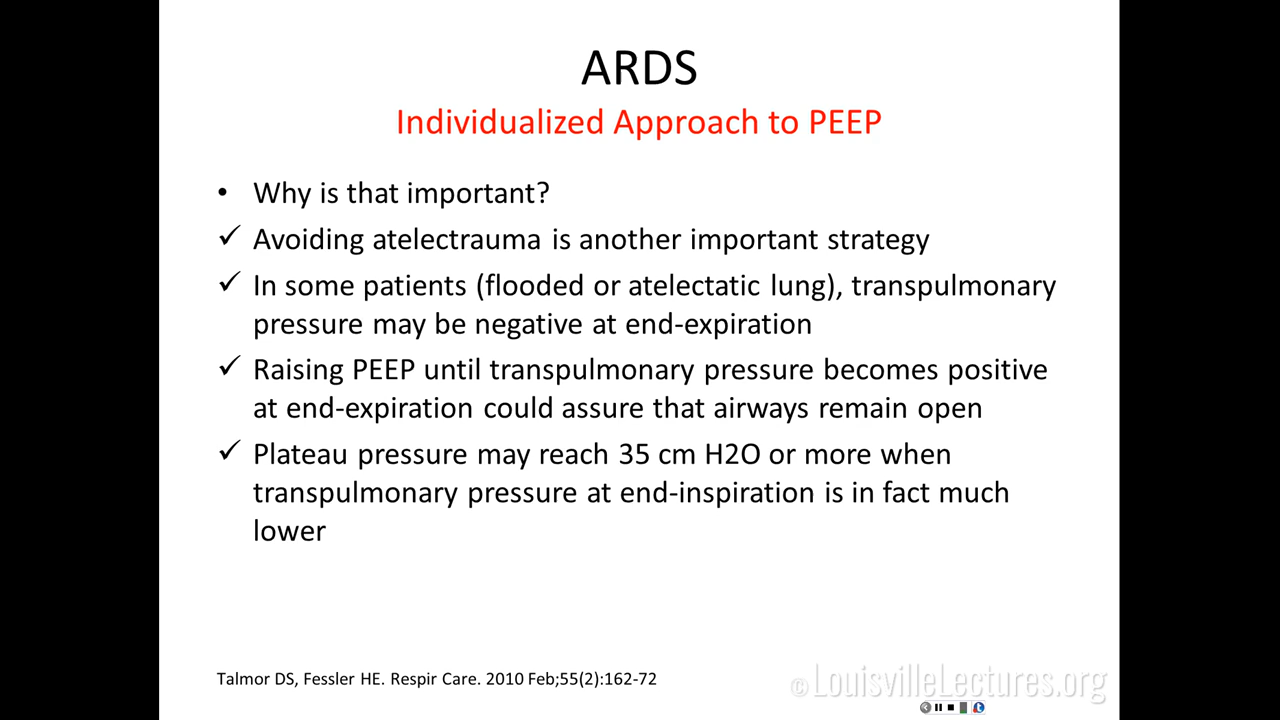 ARDS
Individualized Approach to PEEP
• Why is that important?
✓ Avoiding atelectrauma is another important strategy
✓ In some patients (flooded or atelectatic lung), transpulmonary
pressure may be negative at end-expiration
✓ Raising PEEP until transpulmonary pressure becomes positive
at end-expiration could assure that airways remain open
✓ Plateau pressure may reach 35 cm H2O or more when
transpulmonary pressure at end-inspiration is in fact much
lower
Talmor DS, Fessler HE. Respir Care. 2010 Feb;55(2):162-72
© LouisvilleLectures.org